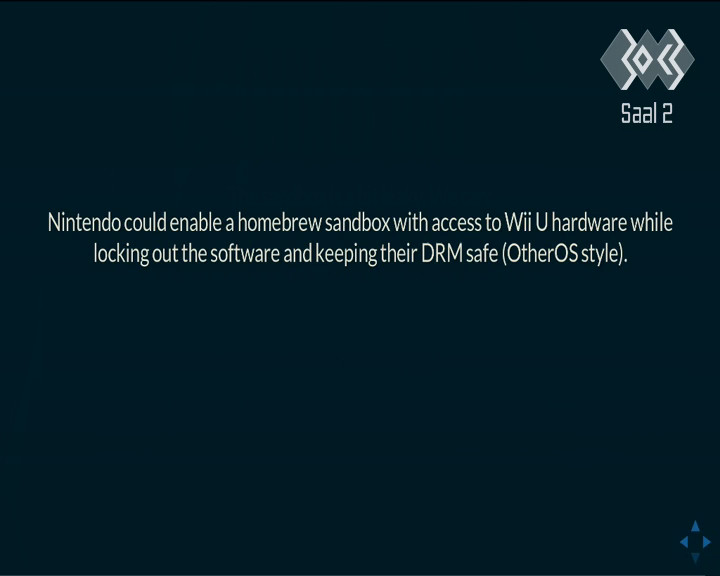 Saal 2
Nintendo could enable a homebrew sandbox with access to Wii U hardware while
locking out the software and keeping their DRM safe (OtherOS style).